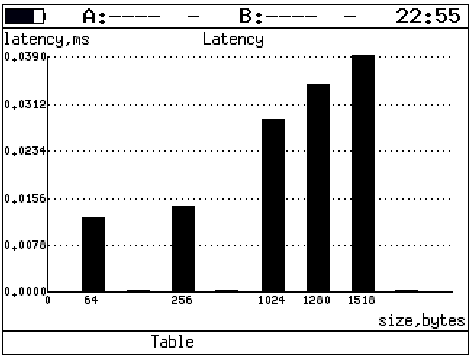 A:---- - B:---- - 22:55
latency,ms Latency
0.0390
0.0312
0.0234
0.0156
0.0078
0.0000
0 64 256 1024 1280 1518
size,bytes
Table